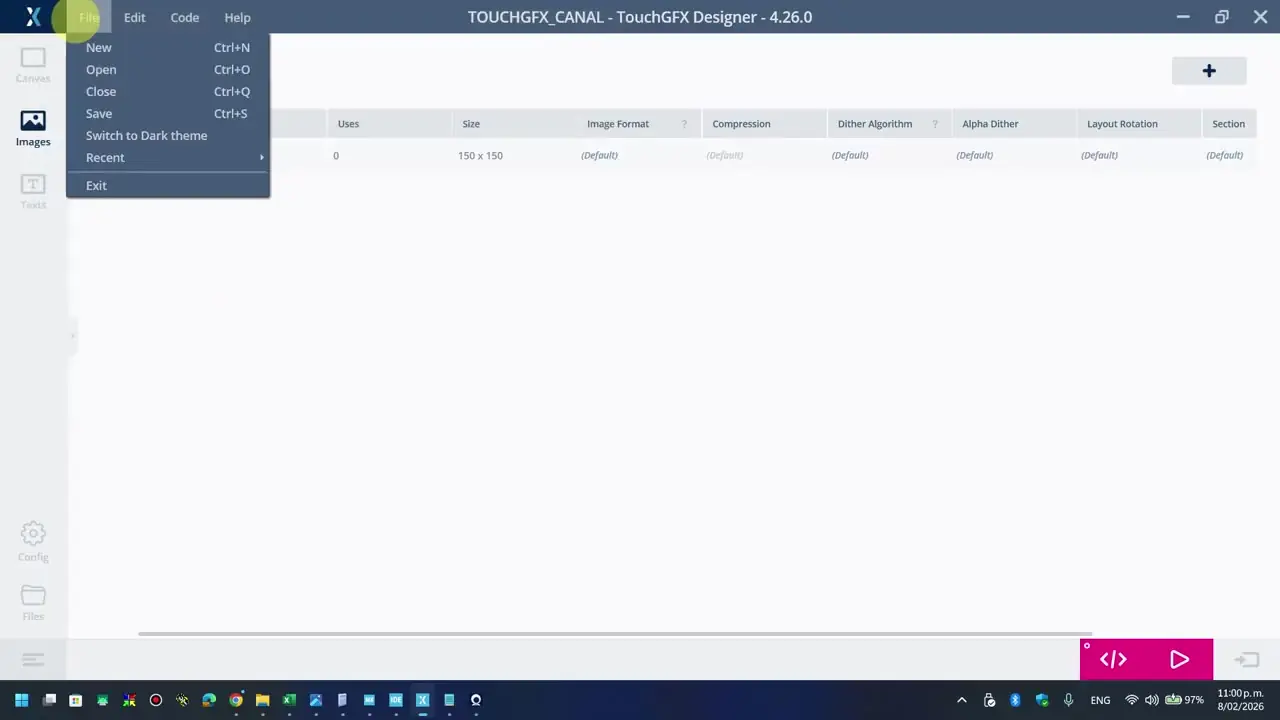 File Edit Code Help TOUCHGFX_CANAL - TouchGFX Designer - 4.26.0
New Ctrl+N
Open Ctrl+O
Close Ctrl+Q
Save Ctrl+S
Switch to Dark theme
Recent
Exit
Canvas
Images
Texts
Config
Files
Uses Size Image Format ? Compression Dither Algorithm ? Alpha Dither Layout Rotation Section
0 150 x 150 (Default) (Default) (Default) (Default) (Default) (Default)
ENG 97% 11:00 p. m.
8/02/2026